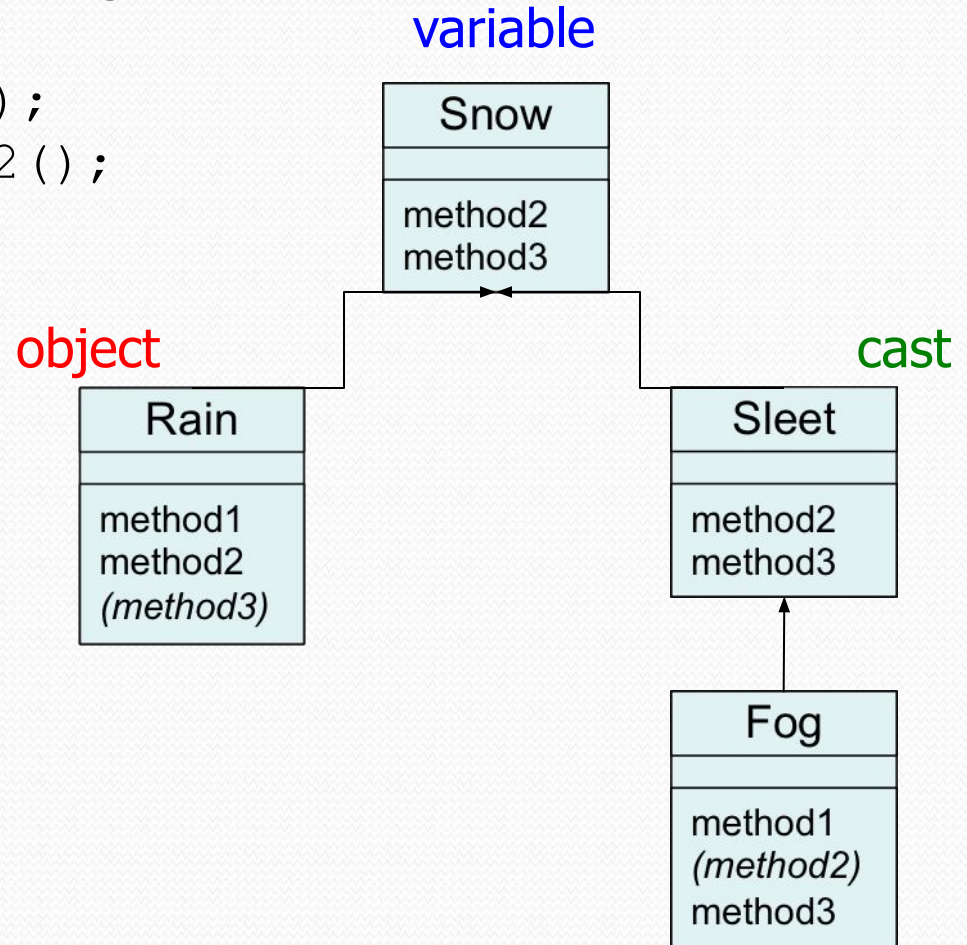 variable
);
2();
Snow
method2
method3
object
cast
Rain
method1
method2
(method3)
Sleet
method2
method3
Fog
method1
(method2)
method3